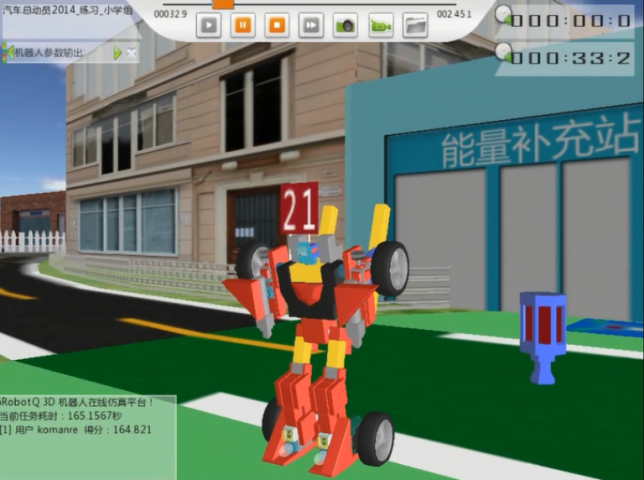 汽车总动员2014_练习_小学组
00032.9
002 45.1
000:00:0
机器人参数输出
000:33:2
能量补充站
21
iRobotQ 3D 机器人在线仿真平台！
当前任务耗时：165.1567秒
[1] 用户 komanre 得分：164.821